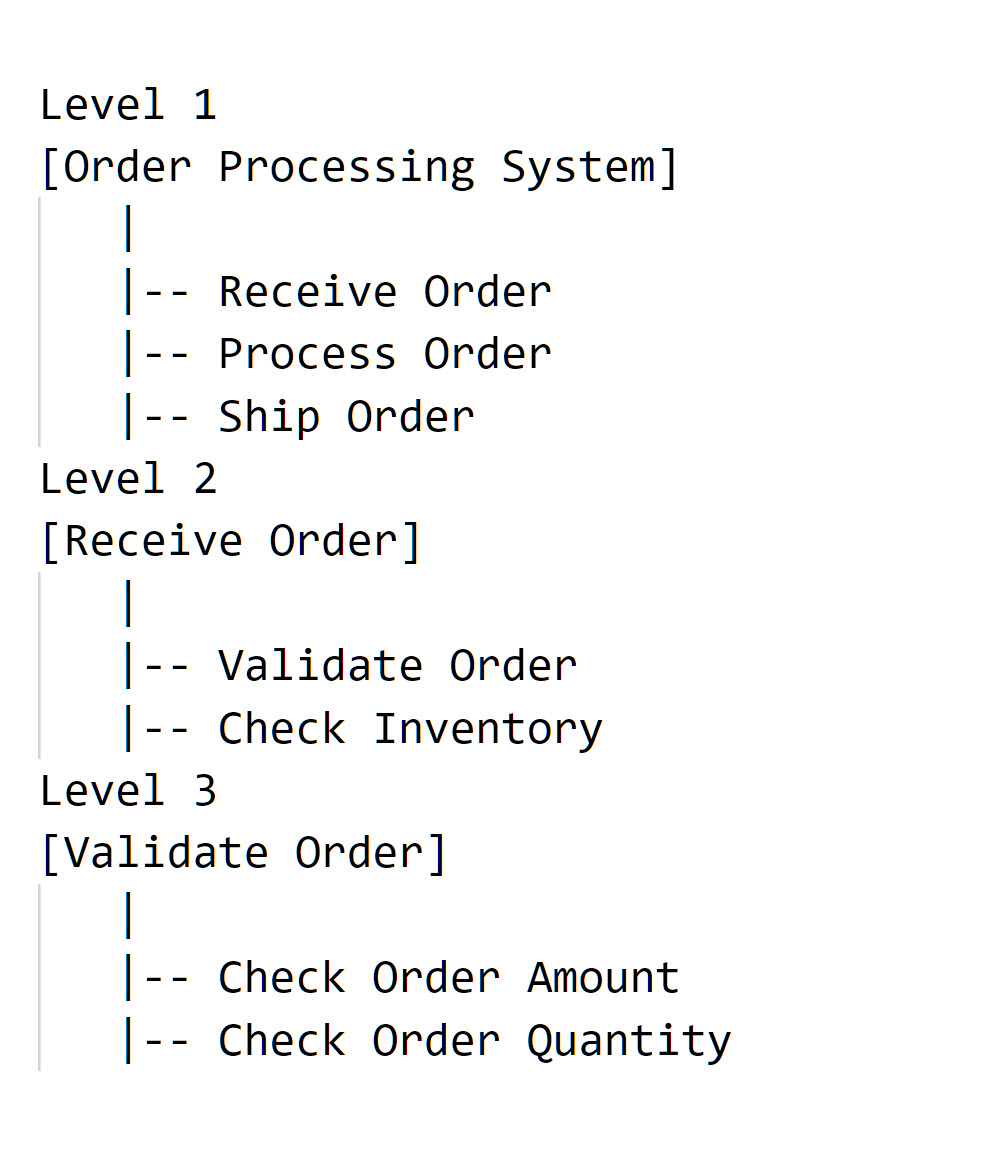 Level 1
[Order Processing System]
|
|-- Receive Order
|-- Process Order
|-- Ship Order
Level 2
[Receive Order]
|
|-- Validate Order
|-- Check Inventory
Level 3
[Validate Order]
|
|-- Check Order Amount
|-- Check Order Quantity